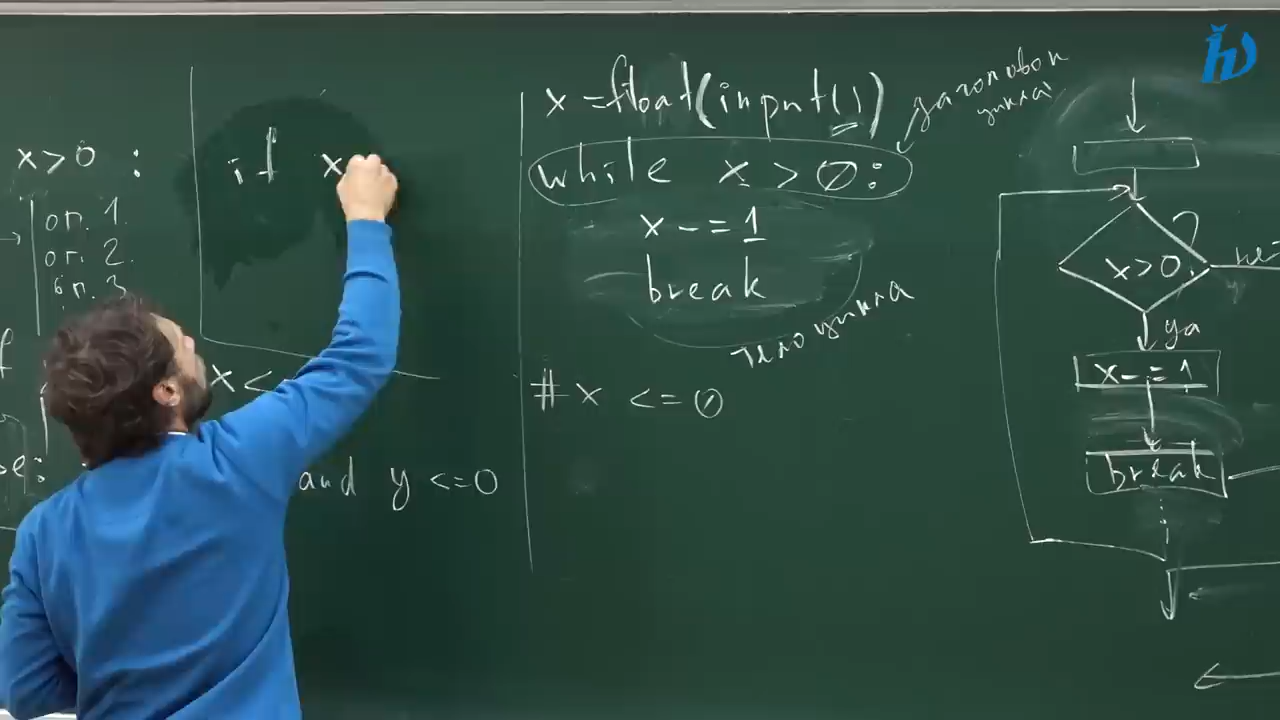 x>0 :
оп. 1.
оп. 2.
оп. 3
if x
x<
and y <=0
x =float(input())
while x > 0:
x -= 1
break
# x <= 0
заголовок
цикла
тело цикла
x>0
?
да
x-=1
break